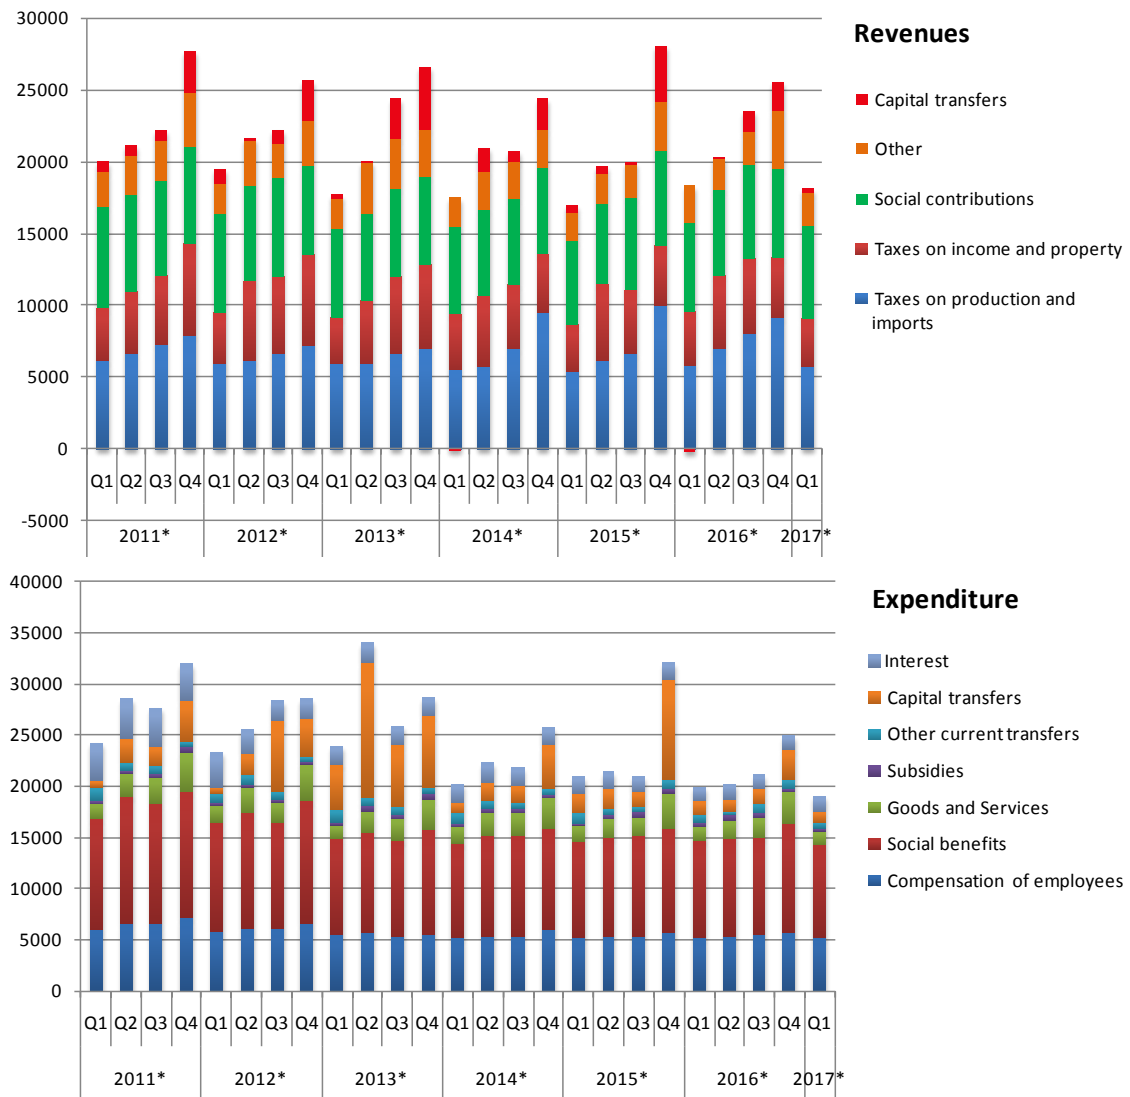 30000
25000
20000
15000
10000
5000
0
-5000
Q1 Q2 Q3 Q4 Q1 Q2 Q3 Q4 Q1 Q2 Q3 Q4 Q1 Q2 Q3 Q4 Q1 Q2 Q3 Q4 Q1 Q2 Q3 Q4 Q1
2011* 2012* 2013* 2014* 2015* 2016* 2017*
Revenues
Capital transfers
Other
Social contributions
Taxes on income and property
Taxes on production and
imports
40000
35000
30000
25000
20000
15000
10000
5000
0
Q1 Q2 Q3 Q4 Q1 Q2 Q3 Q4 Q1 Q2 Q3 Q4 Q1 Q2 Q3 Q4 Q1 Q2 Q3 Q4 Q1 Q2 Q3 Q4 Q1
2011* 2012* 2013* 2014* 2015* 2016* 2017*
Expenditure
Interest
Capital transfers
Other current transfers
Subsidies
Goods and Services
Social benefits
Compensation of employees